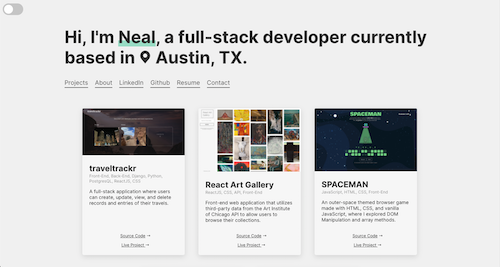 Hi, I'm Neal, a full-stack developer currently
based in Austin, TX.
Projects About LinkedIn Github Resume Contact
traveltrackr
Front-End, Back-End, Django, Python,
PostgreSQL, ReactJS, CSS
A full-stack application where users
can create, update, view, and delete
records and entries of their travels.
Source Code →
Live Project →
React Art Gallery
ReactJS, CSS, API, Front-End
Front-end web application that utilizes
third-party data from the Art Institute
of Chicago API to allow users to
browse their collections.
Source Code →
Live Project →
SPACEMAN
SPACEMAN
JavaScript, HTML, CSS, Front-End
An outer-space themed browser game
made with HTML, CSS, and vanilla
JavaScript, where I explored DOM
Manipulation and array methods.
Source Code →
Live Project →